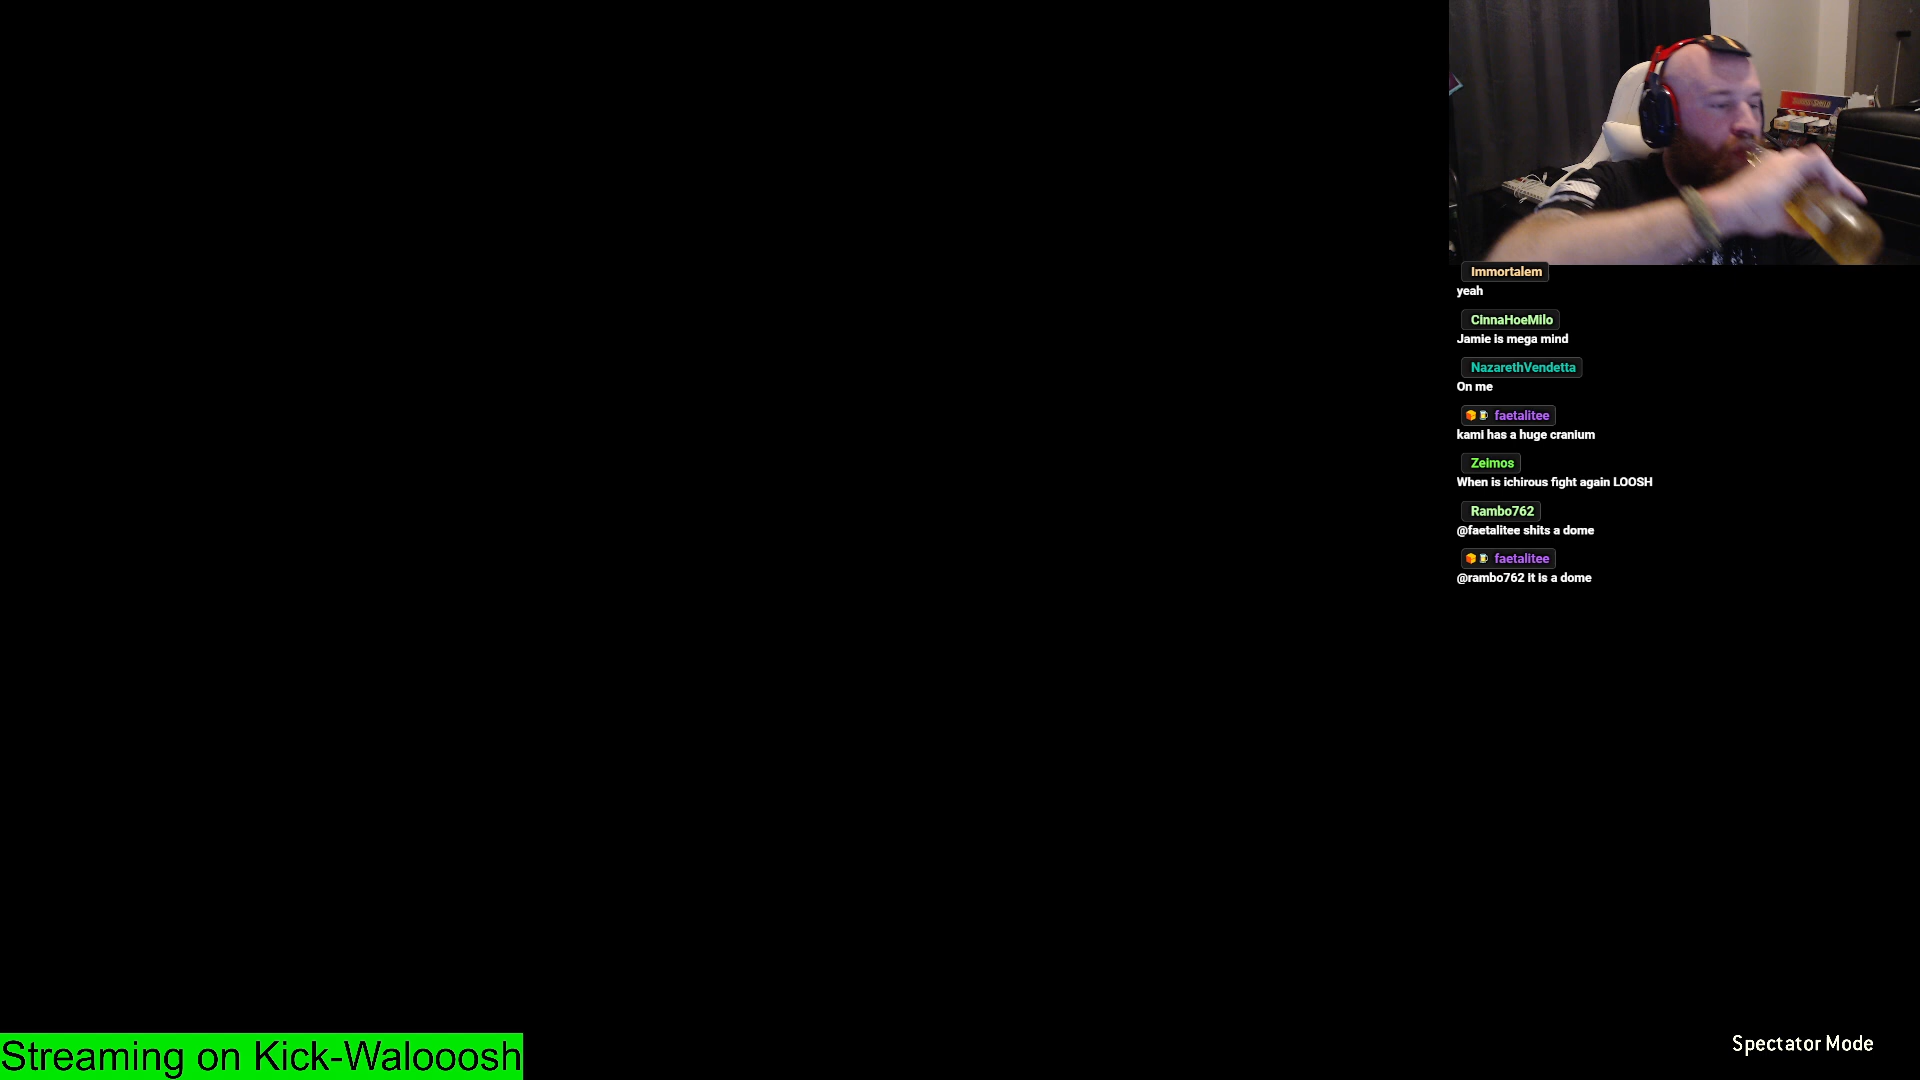 Immortalem
yeah
CinnaHoeMilo
Jamie is mega mind
NazarethVendetta
On me
faetalitee
kami has a huge cranium
Zelmos
When is ichirous fight again LOOSH
Rambo762
@faetalitee shits a dome
faetalitee
@rambo762 it is a dome
Spectator Mode
Streaming on Kick-Walooosh